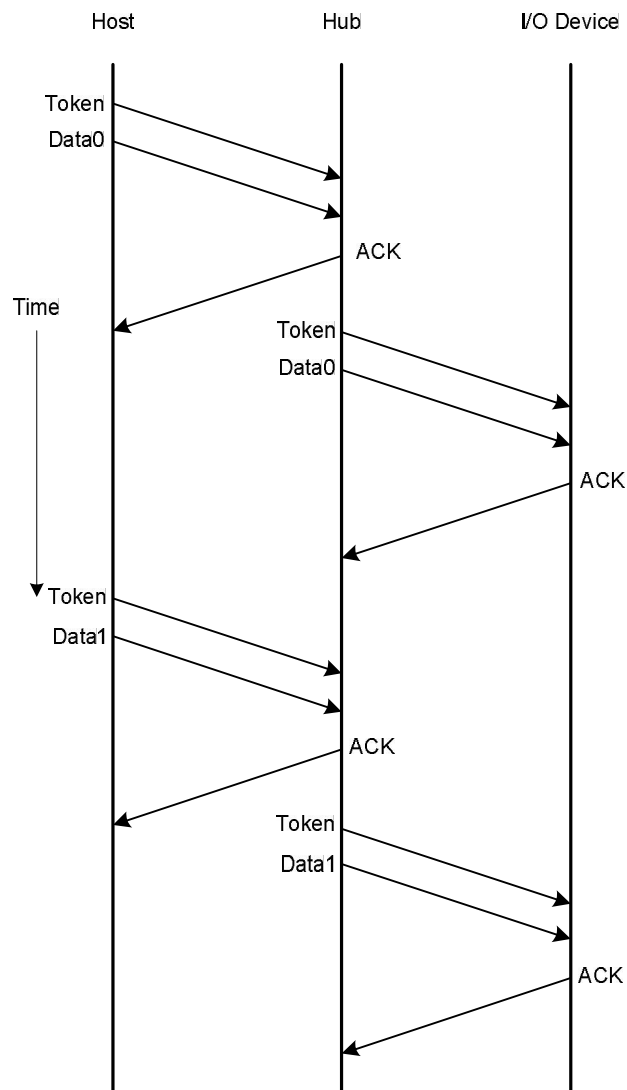 Host
Hub
I/O Device
Token
Data0
ACK
Time
Token
Data0
ACK
Token
Data1
ACK
Token
Data1
ACK